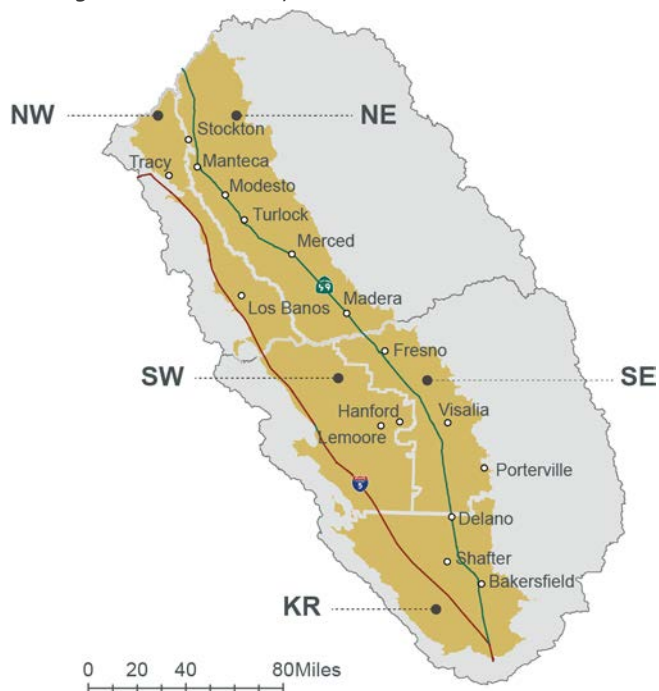 NW
NE
Stockton
Tracy
Manteca
Modesto
Turlock
Merced
99
Los Banos
Madera
Fresno
SW
SE
Hanford
Visalia
Lemoore
Porterville
5
Delano
Shafter
Bakersfield
KR
0 20 40 80Miles